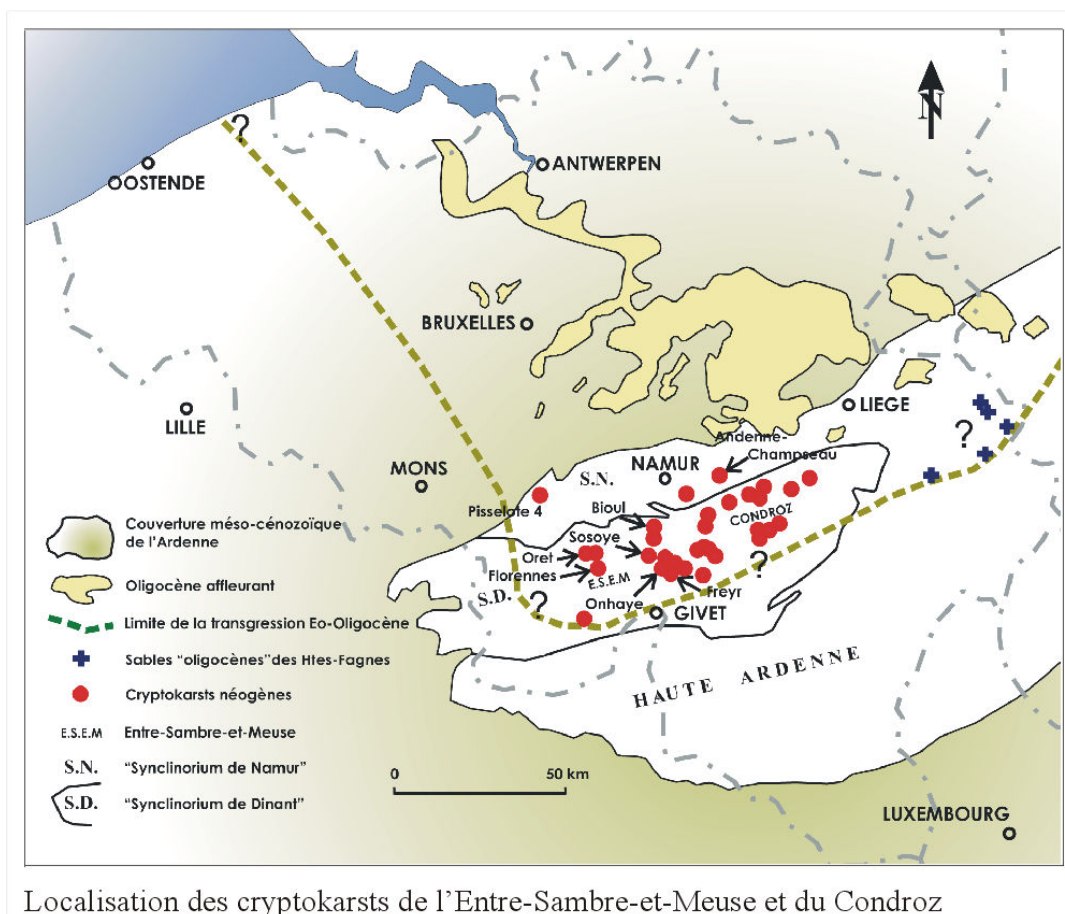 N
?
OOSTENDE
ANTWERPEN
BRUXELLES
LILLE
LIEGE
?
Andenne-
Champseau
MONS
S.N.
NAMUR
Pisselote 4
Bioul
CONDROZ
Sosoye
Oret
Florennes
E.S.E.M
?
S.D.
?
Onhaye
Freyr
GIVET
HAUTE ARDENNE
LUXEMBOURG
0 50 km
Couverture méso-cénozoïque
de l'Ardenne
Oligocène affleurant
Limite de la transgression Eo-Oligocène
Sables "oligocènes"des Htes-Fagnes
Cryptokarsts néogènes
E.S.E.M Entre-Sambre-et-Meuse
S.N. "Synclinorium de Namur"
S.D. "Synclinorium de Dinant"
Localisation des cryptokarsts de l'Entre-Sambre-et-Meuse et du Condroz